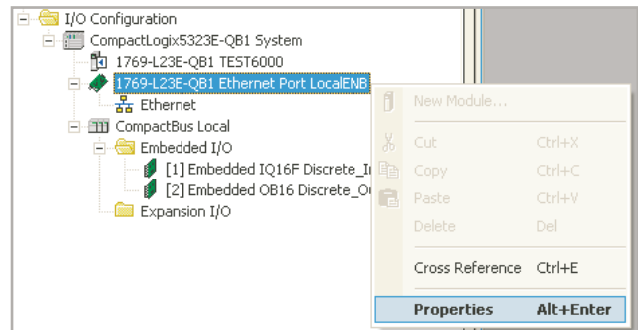 I/O Configuration
CompactLogix5323E-QB1 System
1769-L23E-QB1 TEST6000
1769-L23E-QB1 Ethernet Port LocalENB
Ethernet
CompactBus Local
Embedded I/O
[1] Embedded IQ16F Discrete_I
[2] Embedded OB16 Discrete_O
Expansion I/O
New Module...
Cut Ctrl+X
Copy Ctrl+C
Paste Ctrl+V
Delete Del
Cross Reference Ctrl+E
Properties Alt+Enter